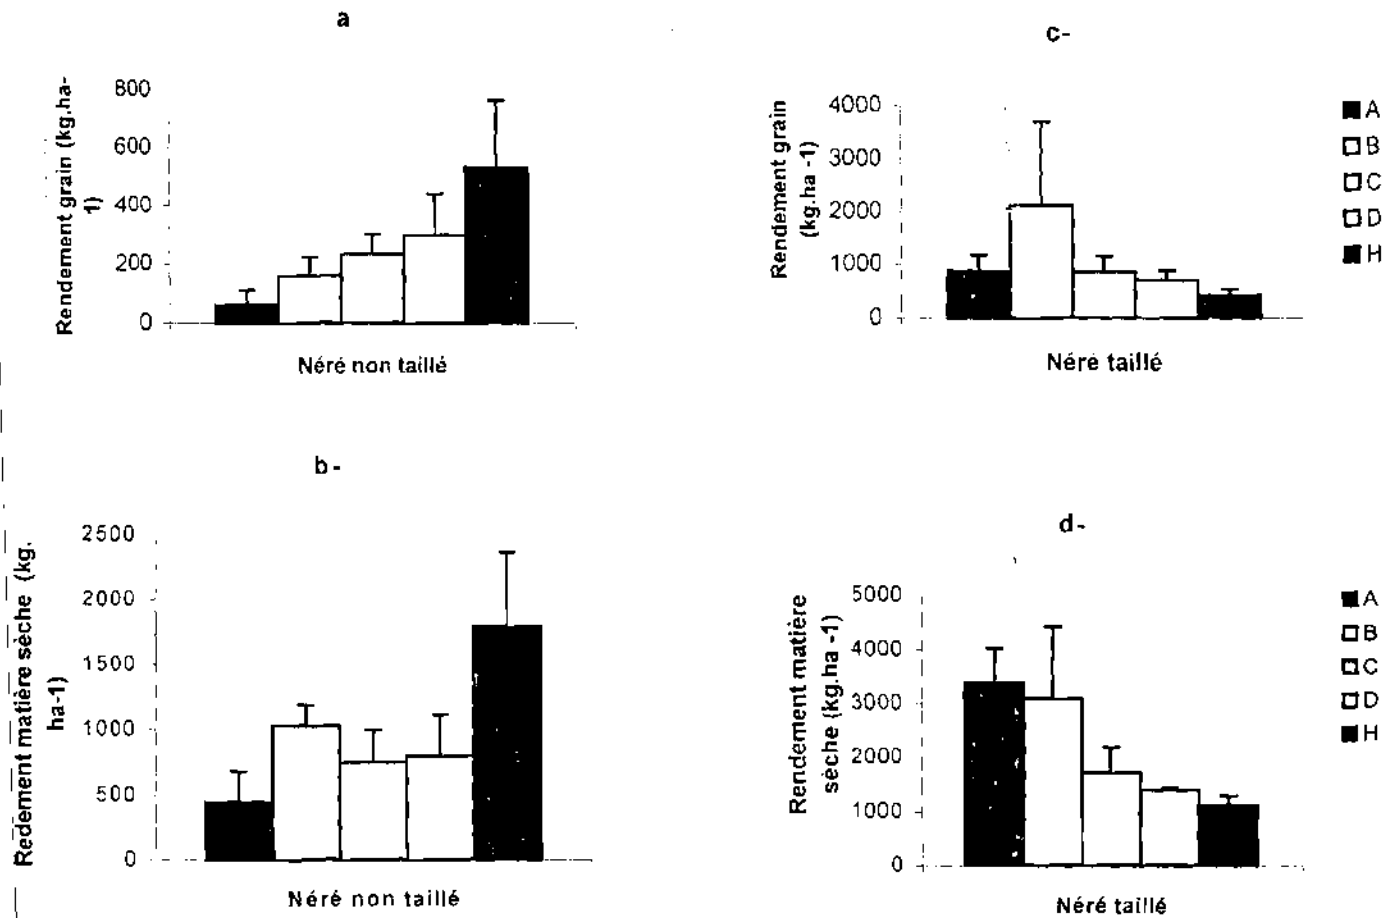 a
Rendement grain (kg.ha-
1)
800
600
400
200
0
Néré non taillé
c-
Rendement grain
(kg.ha -1)
4000
3000
2000
1000
0
Néré taillé
A
B
C
D
H
b-
Redement matière sèche (kg.
ha-1)
2500
2000
1500
1000
500
0
Néré non taillé
d-
Rendement matière
sèche (kg.ha -1)
5000
4000
3000
2000
1000
0
Néré taillé
A
B
C
D
H